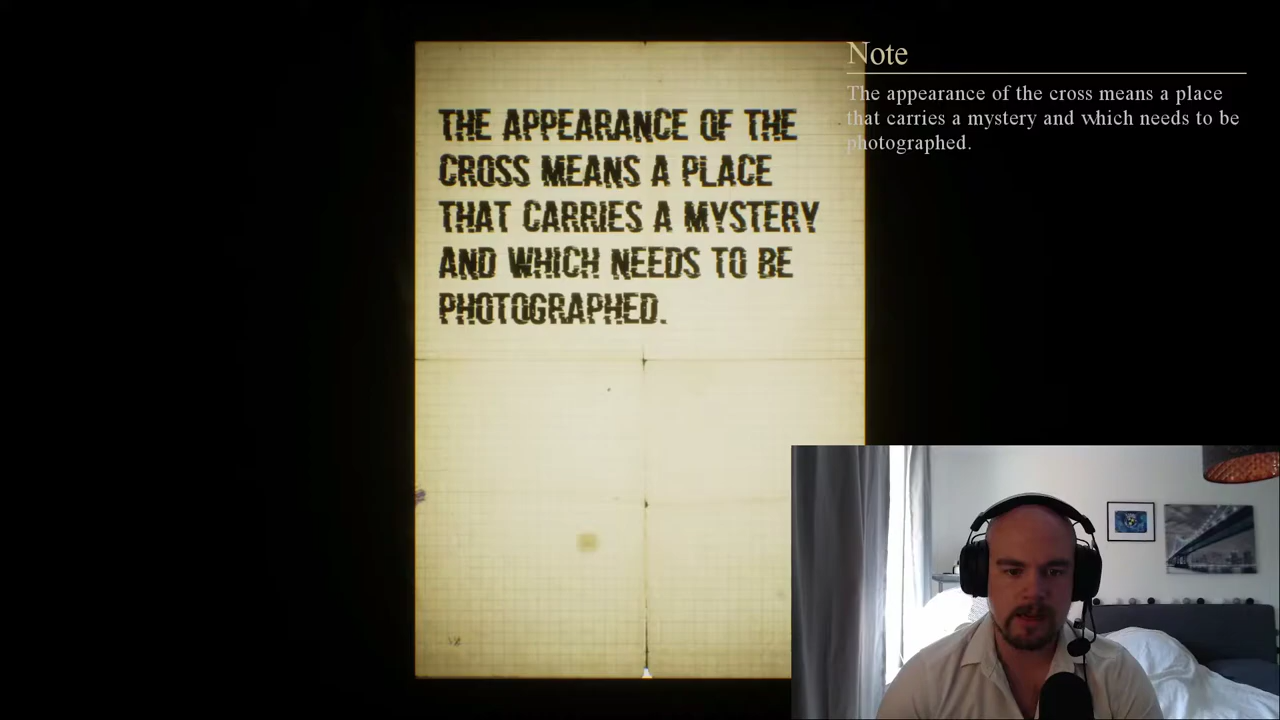 THE APPEARANCE OF THE
CROSS MEANS A PLACE
THAT CARRIES A MYSTERY
AND WHICH NEEDS TO BE
PHOTOGRAPHED.
Note
The appearance of the cross means a place
that carries a mystery and which needs to be
photographed.